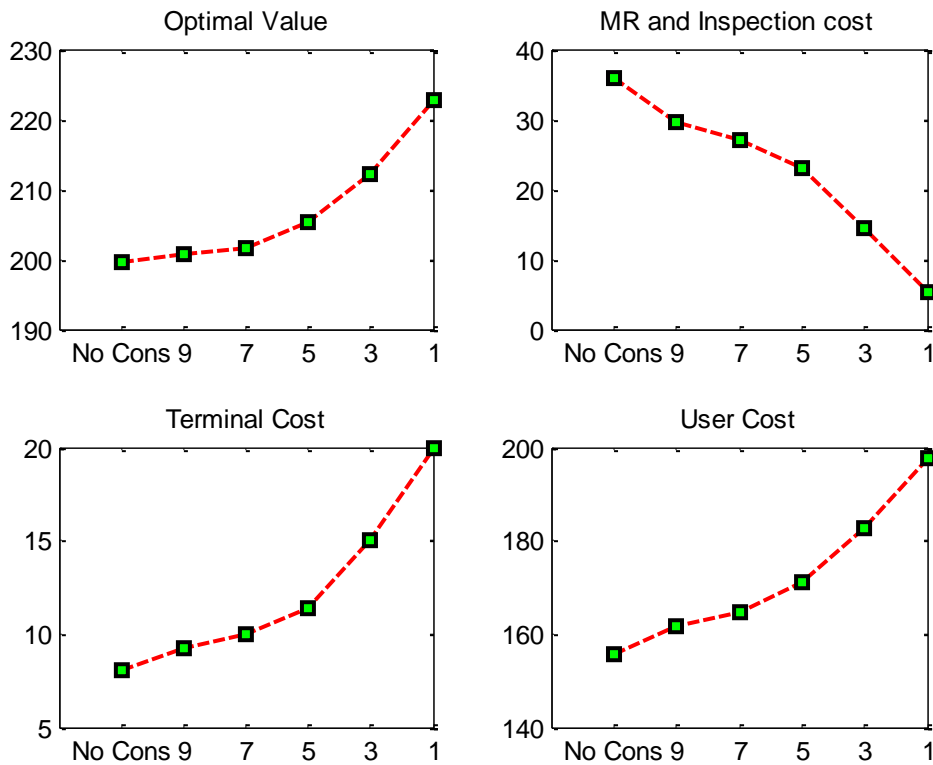 Optimal Value
230
220
210
200
190
No Cons 9 7 5 3 1
MR and Inspection cost
40
30
20
10
0
No Cons 9 7 5 3 1
Terminal Cost
20
15
10
5
No Cons 9 7 5 3 1
User Cost
200
180
160
140
No Cons 9 7 5 3 1